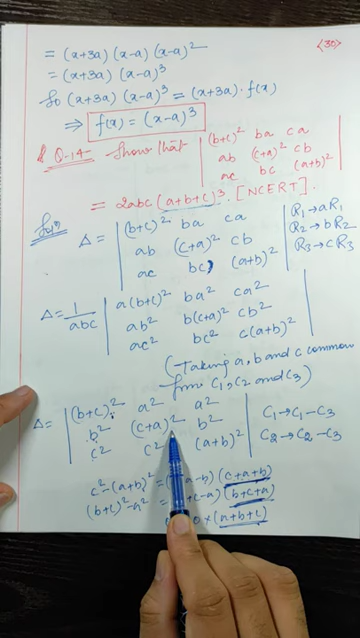 = (x+3a) (x-a) (x-a)²
= (x+3a) (x-a)³
<30>
So (x+3a) (x-a)³ = (x+3a). f(x)
⇒ f(x) = (x-a)³
Q-14- Show that | (b+c)² ba ca |
| ab (c+a)² cb |
| ac bc (a+b)² |
= 2abc (a+b+c)³. [NCERT].
Solⁿ
Δ = | (b+c)² ba ca | R₁→aR₁
| ab (c+a)² cb | R₂→bR₂
| ac bc (a+b)² | R₃→cR₃
Δ = 1/abc | a(b+c)² ba² ca² |
| ab² b(c+a)² cb² |
| ac² bc² c(a+b)² |
(Taking a, b and c common
from C₁, C₂ and C₃)
Δ = | (b+c)² a² a² | C₁→C₁-C₃
| b² (c+a)² b² | C₂→C₂-C₃
| c² c² (a+b)² |
c²-(a+b)² = a-b) (c+a+b)
(b+c)²-a² = +c-a) (b+c+a)
0 × (a+b+c)